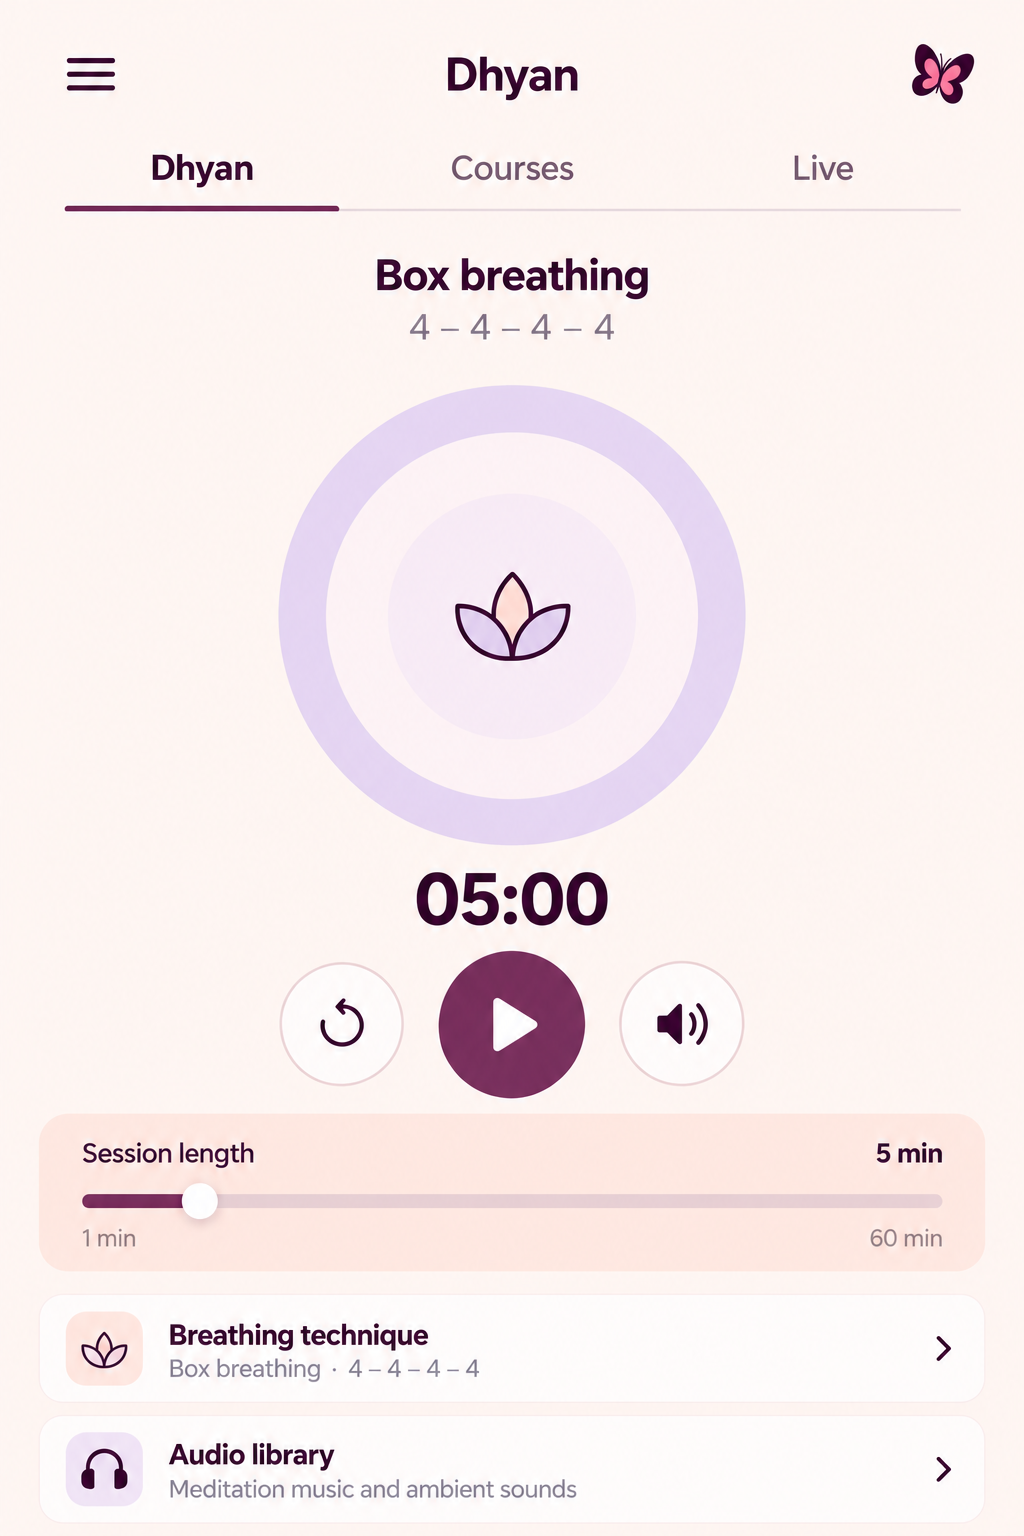 Dhyan
Dhyan
Courses
Live
Box breathing
4 – 4 – 4 – 4
05:00
Session length
5 min
1 min
60 min
Breathing technique
Box breathing · 4 – 4 – 4 – 4
Audio library
Meditation music and ambient sounds